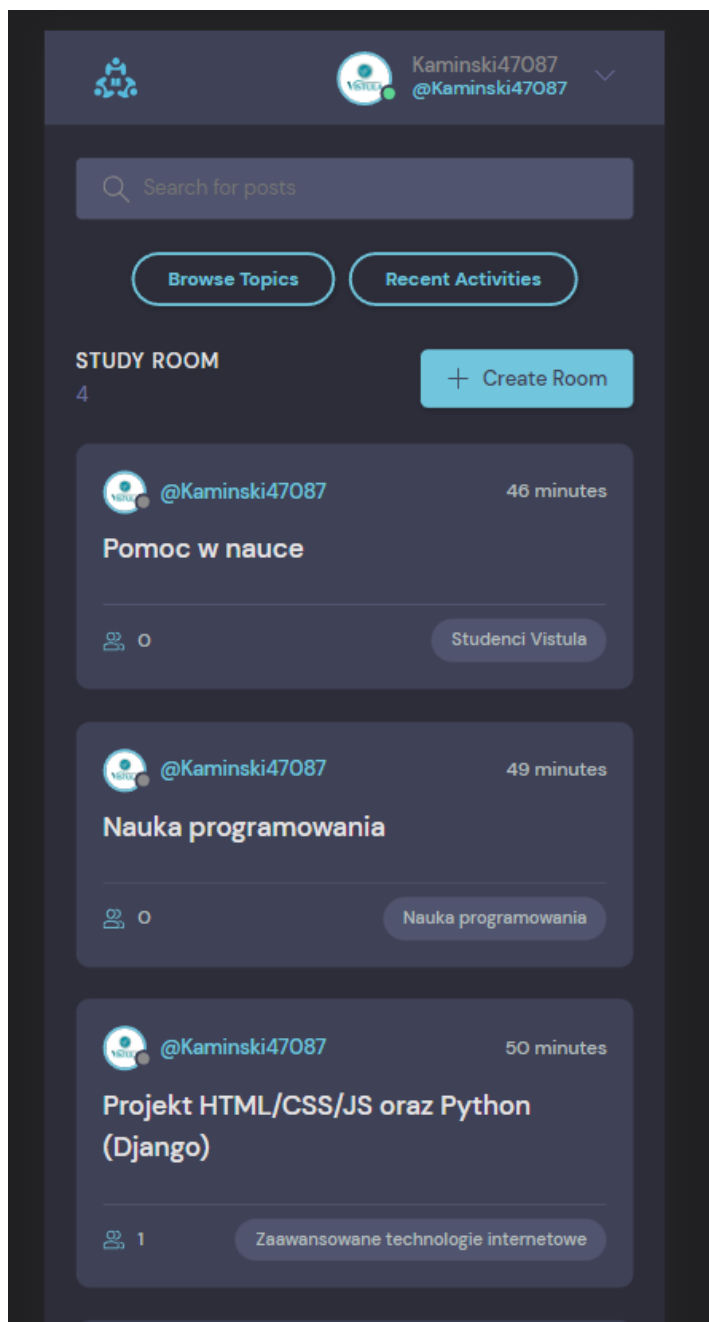 Kaminski47087
@Kaminski47087
Search for posts
Browse Topics
Recent Activities
STUDY ROOM
4
+ Create Room
@Kaminski47087
46 minutes
Pomoc w nauce
0
Studenci Vistula
@Kaminski47087
49 minutes
Nauka programowania
0
Nauka programowania
@Kaminski47087
50 minutes
Projekt HTML/CSS/JS oraz Python
(Django)
1
Zaawansowane technologie internetowe